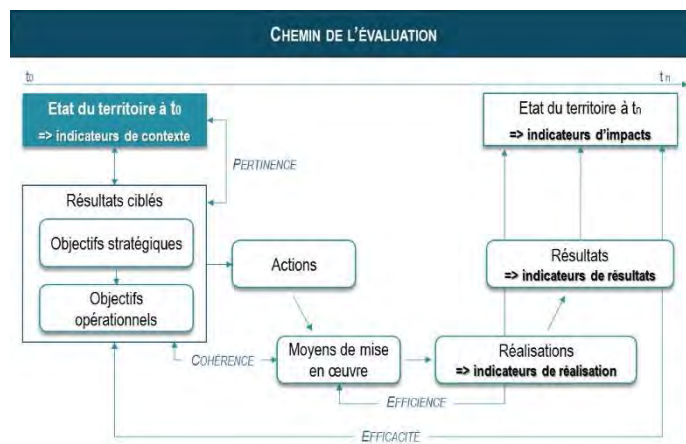 CHEMIN DE L'ÉVALUATION
t0
tn
Etat du territoire à t0
=> indicateurs de contexte
Etat du territoire à tn
=> indicateurs d'impacts
PERTINENCE
Résultats ciblés
Objectifs stratégiques
Objectifs
opérationnels
Actions
Résultats
=> indicateurs de résultats
COHÉRENCE
Moyens de mise
en œuvre
Réalisations
=> indicateurs de réalisation
EFFICIENCE
EFFICACITÉ